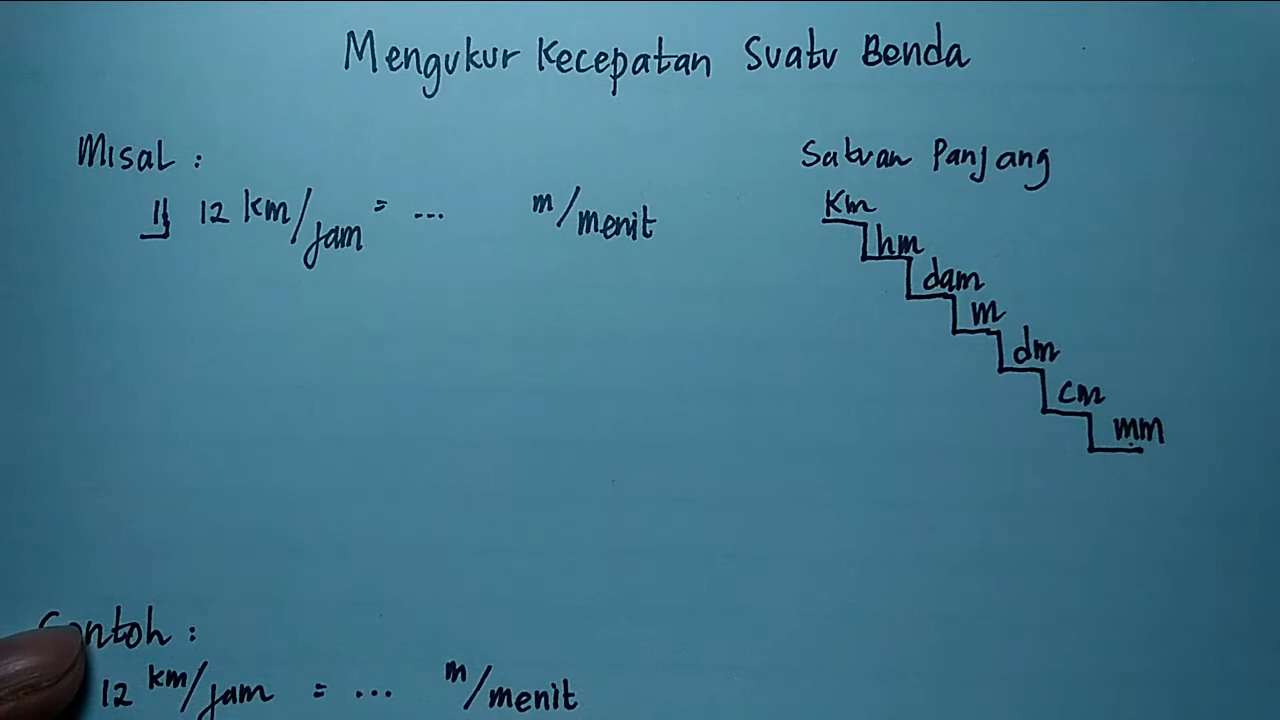 Mengukur Kecepatan Suatu Benda
Misal :
1] 12 km/jam = ... m/menit
Satuan Panjang
Km
hm
dam
m
dm
cm
mm
Contoh :
12 km/jam = ... m/menit